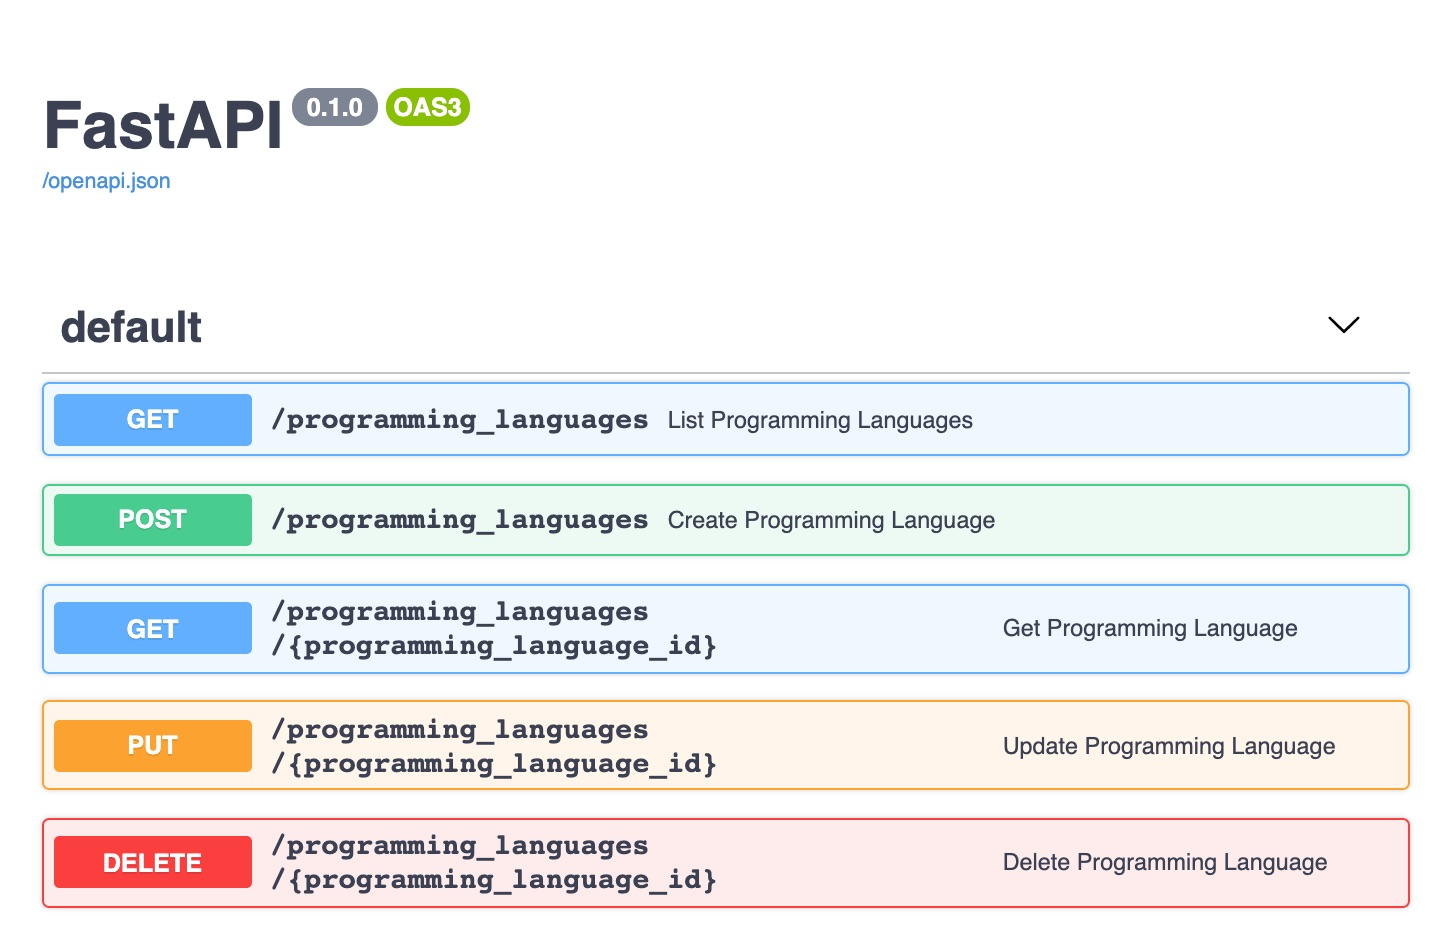 FastAPI 0.1.0 OAS3
/openapi.json
default
GET /programming_languages List Programming Languages
POST /programming_languages Create Programming Language
GET /programming_languages
/{programming_language_id} Get Programming Language
PUT /programming_languages
/{programming_language_id} Update Programming Language
DELETE /programming_languages
/{programming_language_id} Delete Programming Language